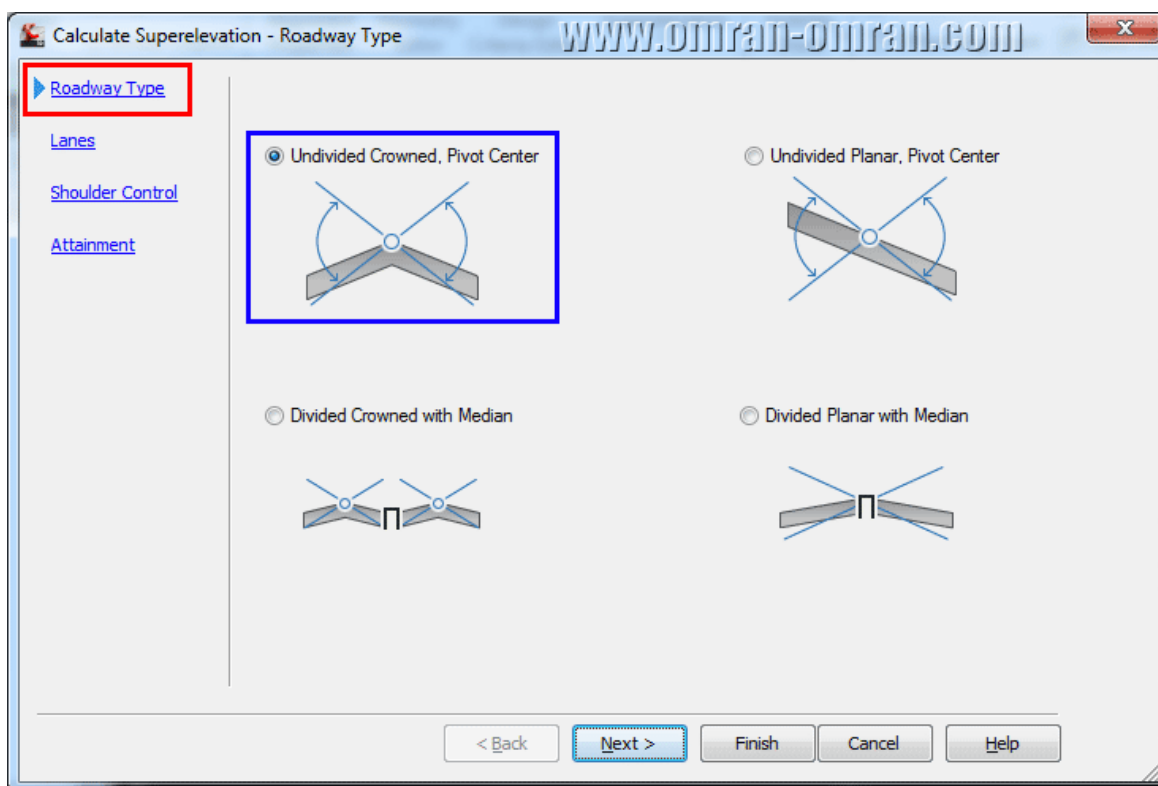 Calculate Superelevation - Roadway Type
www.omran-omran.com
Roadway Type
Lanes
Shoulder Control
Attainment
Undivided Crowned, Pivot Center
Undivided Planar, Pivot Center
Divided Crowned with Median
Divided Planar with Median
< Back
Next >
Finish
Cancel
Help